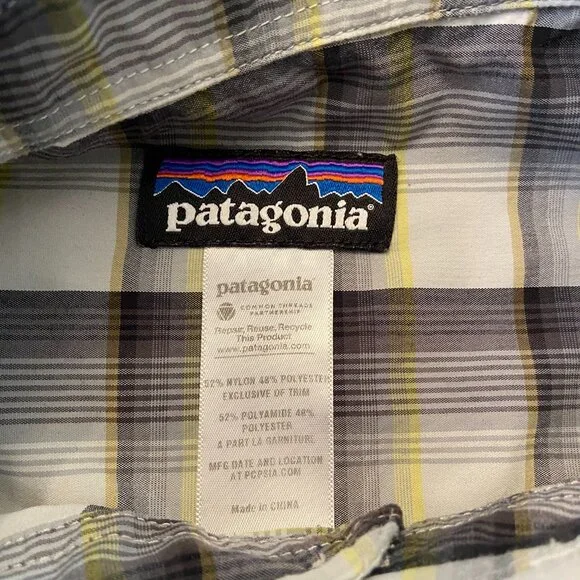 patagonia®
patagonia
COMMON THREADS
PARTNERSHIP
Repair, Reuse, Recycle
This Product
www.patagonia.com
52% NYLON 48% POLYESTER
EXCLUSIVE OF TRIM
52% POLYAMIDE 48%
POLYESTER
A PART LA GARNITURE
MFG DATE AND LOCATION
AT PCPSIA.COM
Made in CHINA